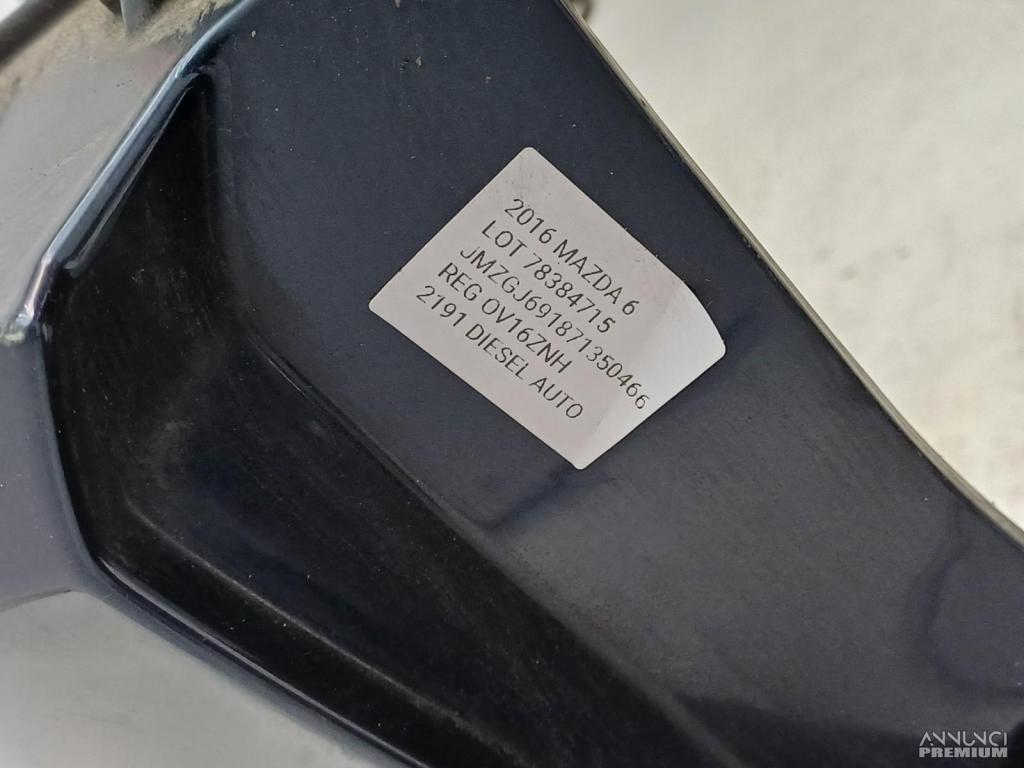 2016 MAZDA 6
LOT 78384715
JMZGJ691871350466
REG OV16ZNH
2191 DIESEL AUTO
ANNUNCI
PREMIUM